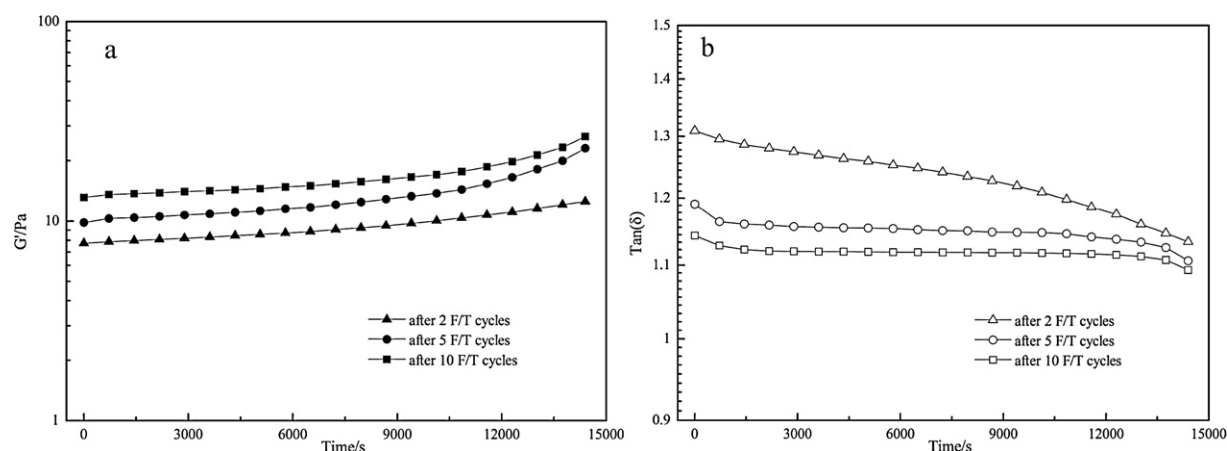 a
100
10
1
G'/Pa
after 2 F/T cycles
after 5 F/T cycles
after 10 F/T cycles
0 3000 6000 9000 12000 15000
Time/s
b
1.5
1.4
1.3
1.2
1.1
1
0.9
Tan(δ)
after 2 F/T cycles
after 5 F/T cycles
after 10 F/T cycles
0 3000 6000 9000 12000 15000
Time/s